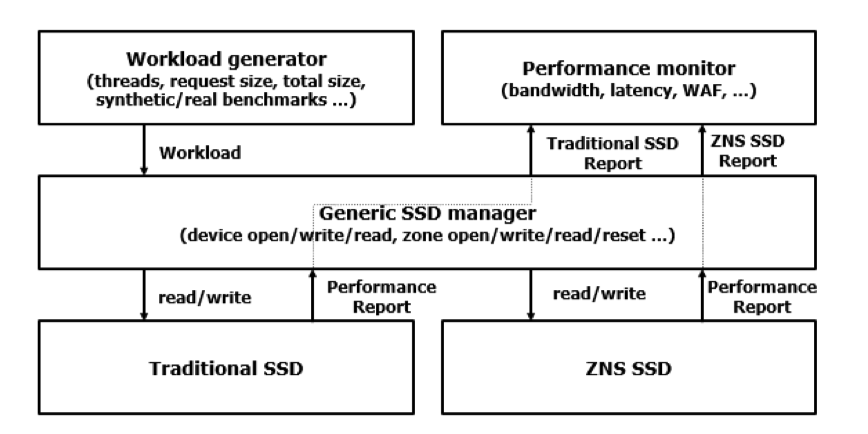 Workload generator
(threads, request size, total size,
synthetic/real benchmarks ...)
Performance monitor
(bandwidth, latency, WAF, ...)
Workload
Traditional SSD
Report
ZNS SSD
Report
Generic SSD manager
(device open/write/read, zone open/write/read/reset ...)
read/write
Performance
Report
read/write
Performance
Report
Traditional SSD
ZNS SSD